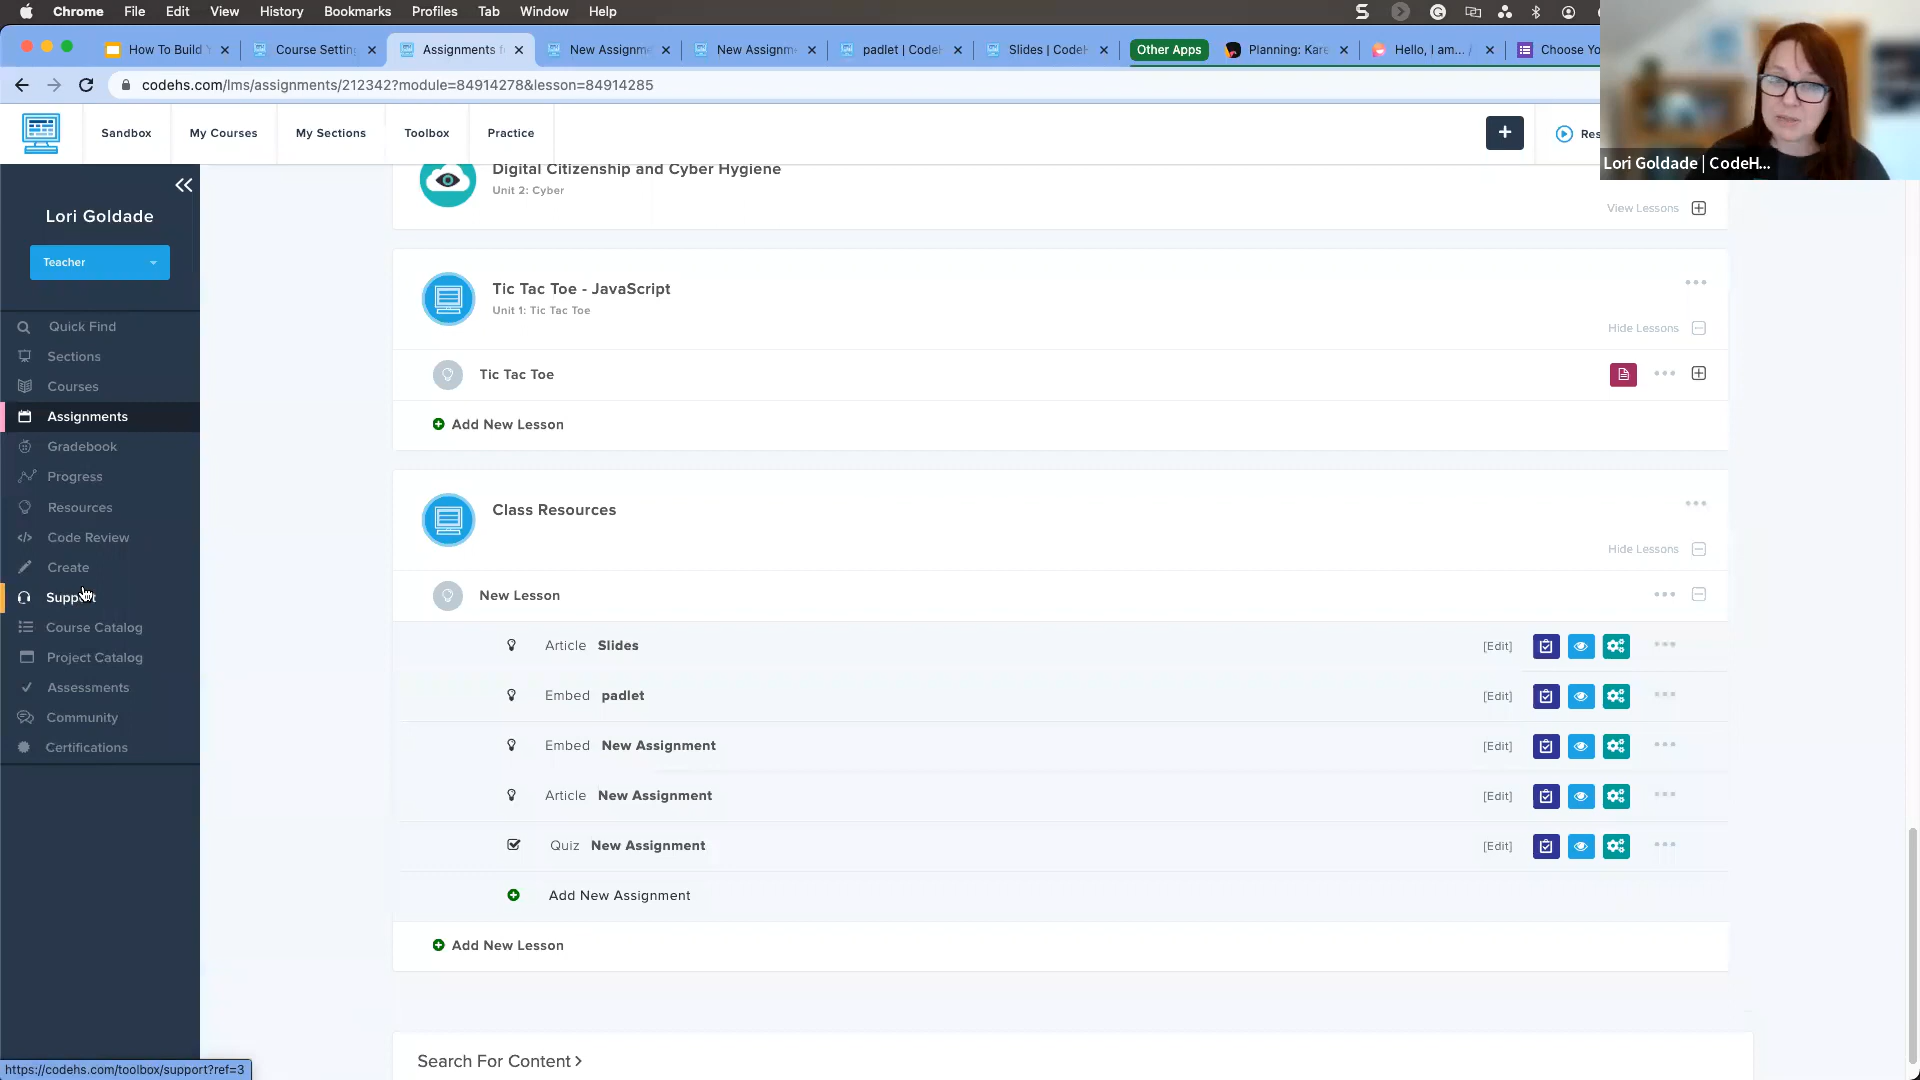 Chrome File Edit View History Bookmarks Profiles Tab Window Help
How To Build Course Settin Assignments f New Assignm New Assignm padlet | CodeH Slides | CodeH Other Apps Planning: Kare Hello, I am... Choose Yo
codehs.com/lms/assignments/212342?module=84914278&lesson=84914285
Sandbox My Courses My Sections Toolbox Practice + Res
Lori Goldade | CodeH...
Lori Goldade
Teacher
Quick Find
Sections
Courses
Assignments
Gradebook
Progress
Resources
Code Review
Create
Support
Course Catalog
Project Catalog
Assessments
Community
Certifications
Digital Citizenship and Cyber Hygiene
Unit 2: Cyber
View Lessons
Tic Tac Toe - JavaScript
Unit 1: Tic Tac Toe
Hide Lessons
Tic Tac Toe
Add New Lesson
Class Resources
Hide Lessons
New Lesson
Article Slides [Edit]
Embed padlet [Edit]
Embed New Assignment [Edit]
Article New Assignment [Edit]
Quiz New Assignment [Edit]
Add New Assignment
Add New Lesson
Search For Content >
https://codehs.com/toolbox/support?ref=3